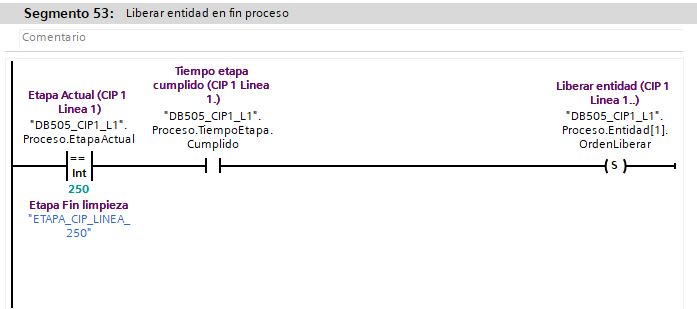 Segmento 53: Liberar entidad en fin proceso
Comentario
Etapa Actual (CIP 1
Linea 1)
"DB505_CIP1_L1".
Proceso.EtapaActual
==
Int
250
Etapa Fin limpieza
"ETAPA_CIP_LINEA_
250"
Tiempo etapa
cumplido (CIP 1 Linea
1.)
"DB505_CIP1_L1".
Proceso.TiempoEtapa.
Cumplido
Liberar entidad (CIP 1
Linea 1..)
"DB505_CIP1_L1".
Proceso.Entidad[1].
OrdenLiberar
S